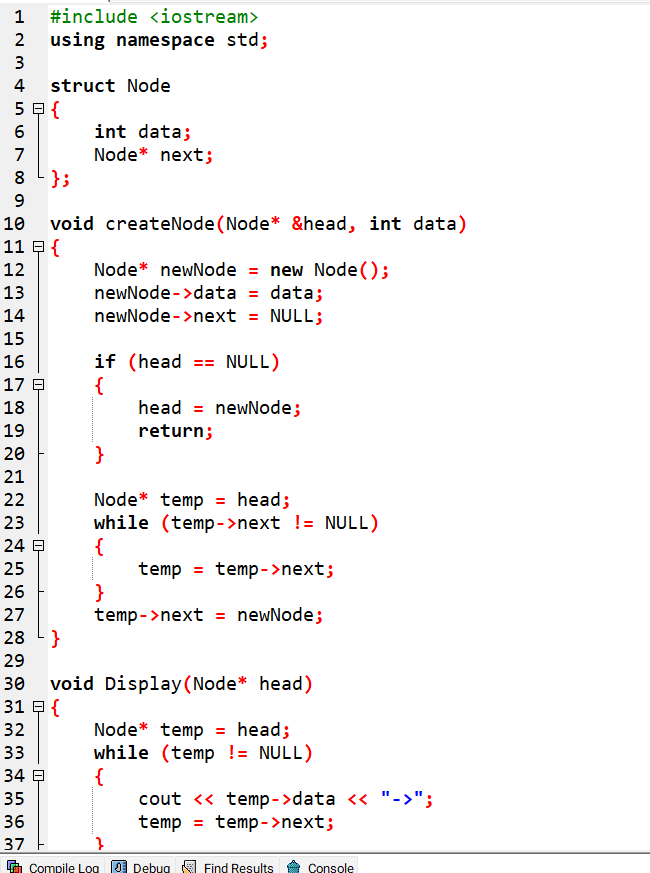 1 #include <iostream>
2 using namespace std;
3
4 struct Node
5 {
6     int data;
7     Node* next;
8 };
9
10 void createNode(Node* &head, int data)
11 {
12     Node* newNode = new Node();
13     newNode->data = data;
14     newNode->next = NULL;
15
16     if (head == NULL)
17     {
18         head = newNode;
19         return;
20     }
21
22     Node* temp = head;
23     while (temp->next != NULL)
24     {
25         temp = temp->next;
26     }
27     temp->next = newNode;
28 }
29
30 void Display(Node* head)
31 {
32     Node* temp = head;
33     while (temp != NULL)
34     {
35         cout << temp->data << "->";
36         temp = temp->next;
37     }
Compile Log Debug Find Results Console